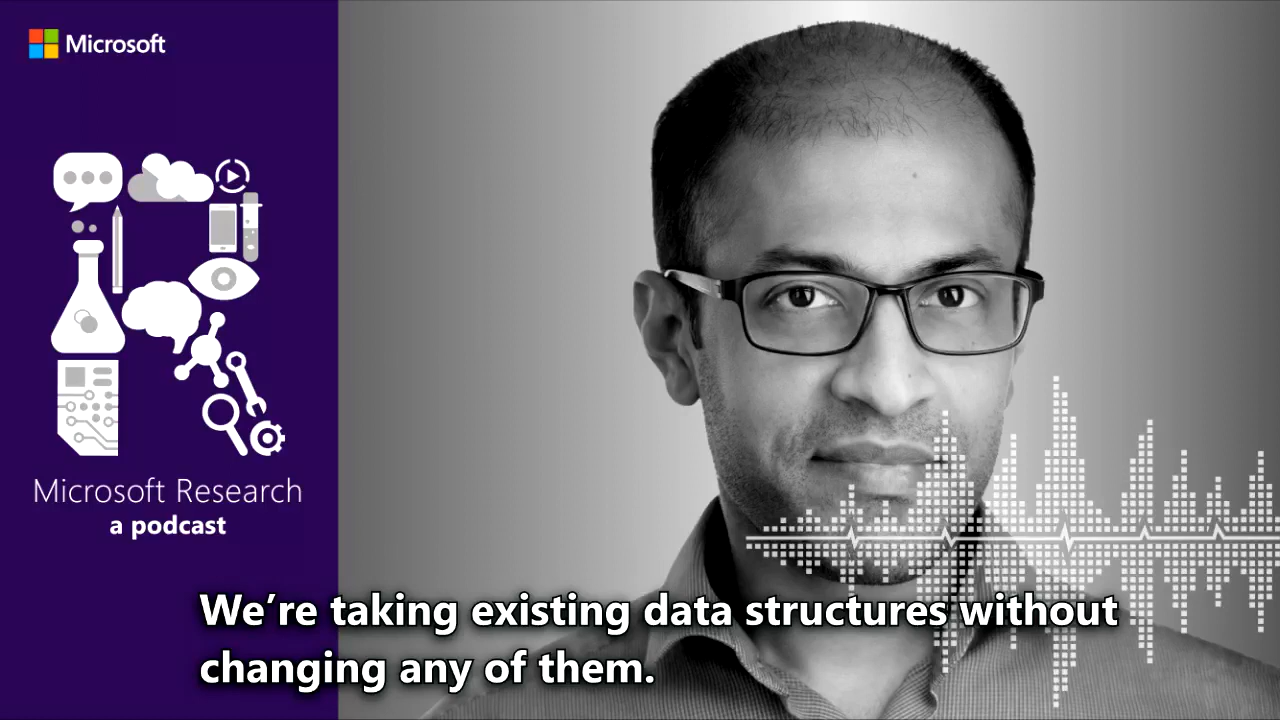 Microsoft
Microsoft Research
a podcast
We’re taking existing data structures without
changing any of them.